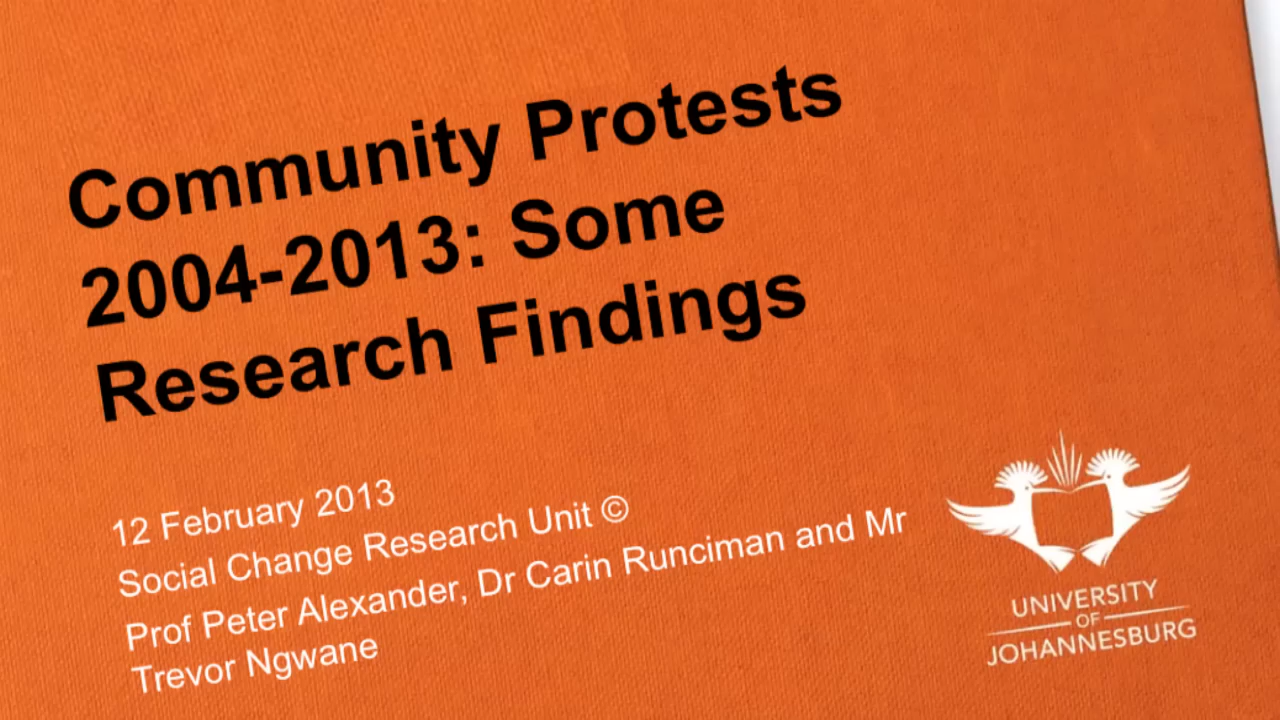 Community Protests
2004-2013: Some
Research Findings
12 February 2013
Social Change Research Unit ©
Prof Peter Alexander, Dr Carin Runciman and Mr
Trevor Ngwane
UNIVERSITY
OF
JOHANNESBURG